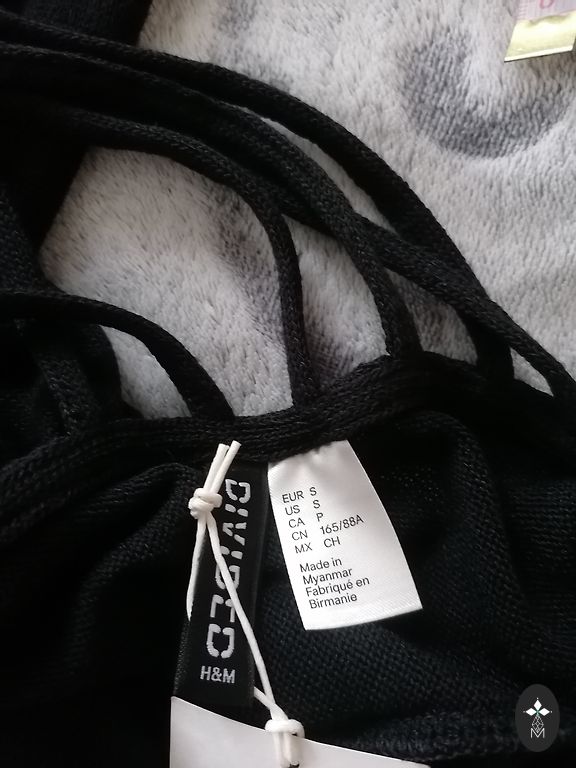 DIVIDED
H&M
EUR S
US S
CA P
CN 165/88A
MX CH
Made in
Myanmar
Fabriqué en
Birmanie
M